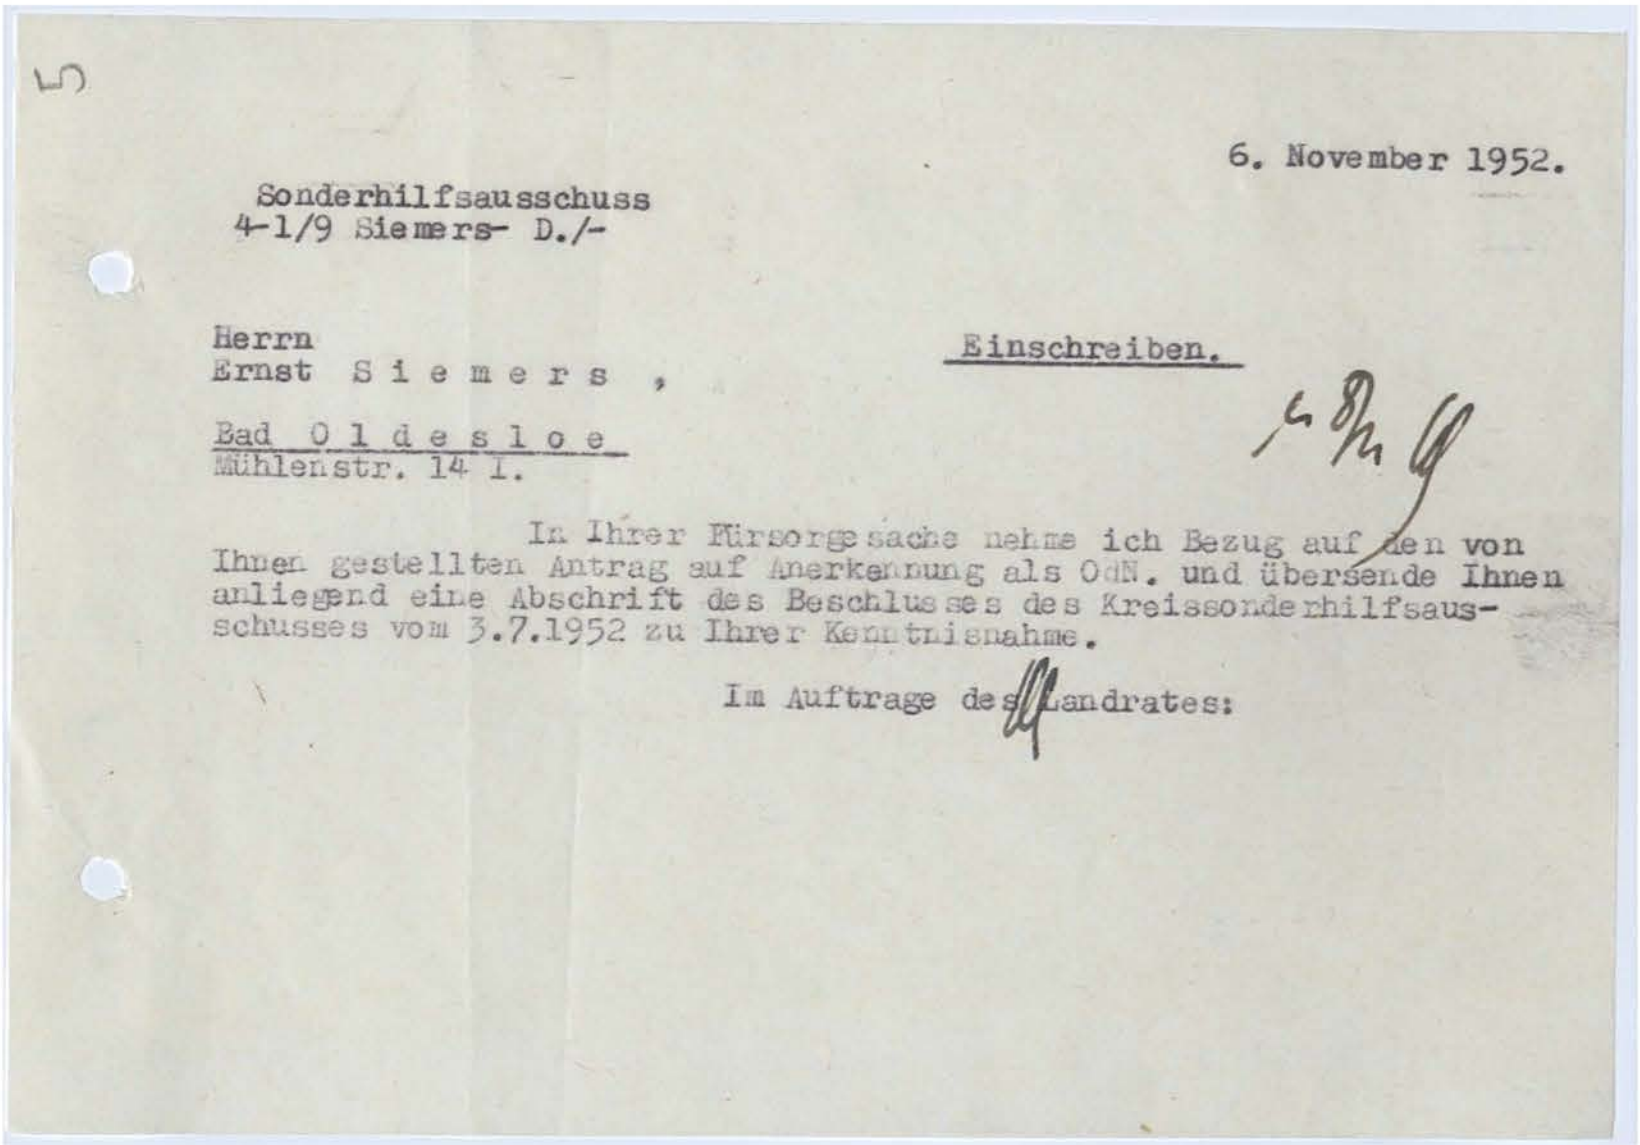 5
6. November 1952.
Sonderhilfsausschuss
4-1/9 Siemers- D./-
Herrn
Einschreiben.
Ernst S i e m e r s ,
Bad O l d e s l o e
Mühlenstr. 14 I.
In Ihrer Fürsorgesache nehme ich Bezug auf den von
Ihnen gestellten Antrag auf Anerkennung als OdN. und übersende Ihnen
anliegend eine Abschrift des Beschlusses des Kreissonderhilfsaus-
schusses vom 3.7.1952 zu Ihrer Kenntnisnahme.
Im Auftrage des Landrates: